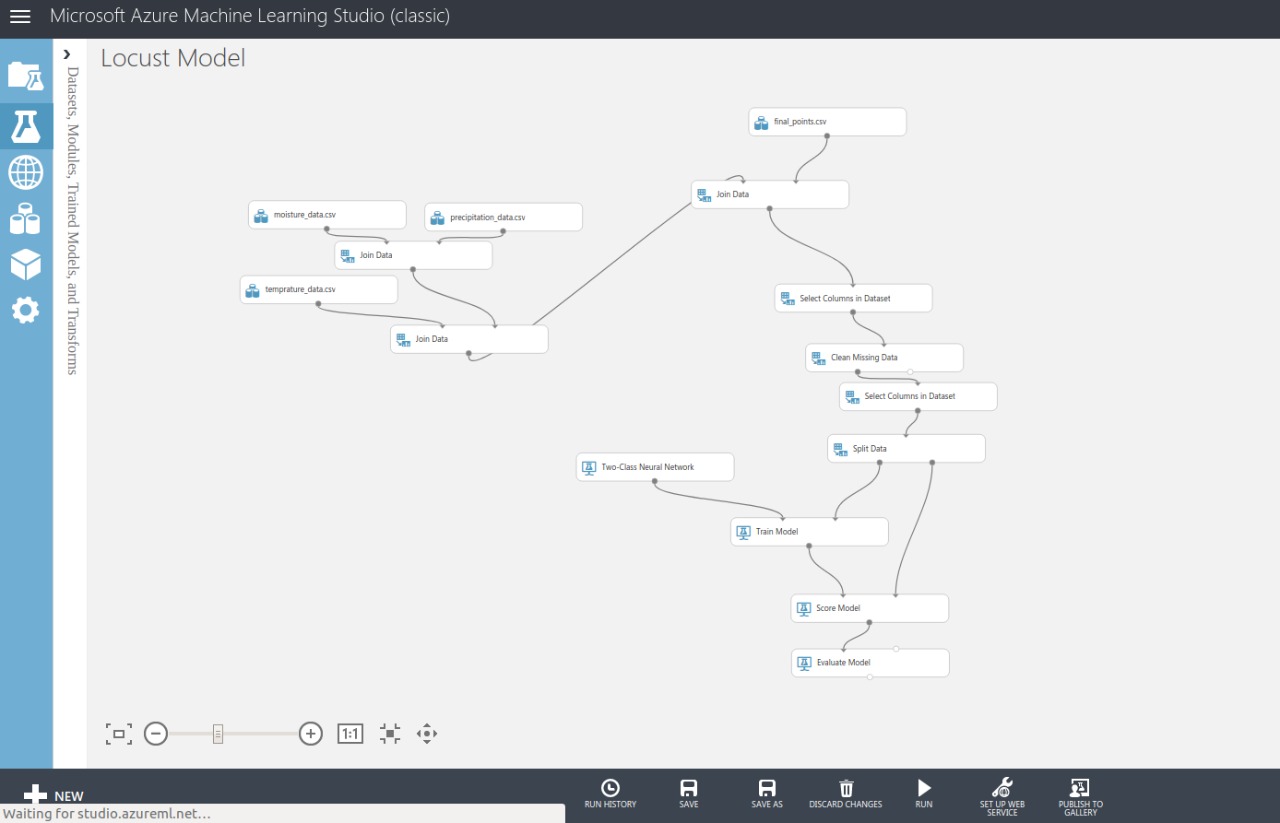 Microsoft Azure Machine Learning Studio (classic)
Datasets, Modules, Trained Models, and Transforms
Locust Model
final_points.csv
Join Data
moisture_data.csv
precipitation_data.csv
Join Data
temprature_data.csv
Join Data
Select Columns in Dataset
Clean Missing Data
Select Columns in Dataset
Split Data
Two-Class Neural Network
Train Model
Score Model
Evaluate Model
1:1
NEW
RUN HISTORY
SAVE
SAVE AS
DISCARD CHANGES
RUN
SET UP WEB
SERVICE
PUBLISH TO
GALLERY
Waiting for studio.azureml.net...